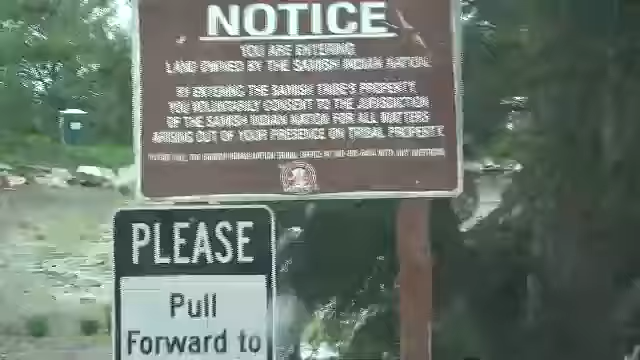 NOTICE
YOU ARE ENTERING
LAND OWNED BY THE SAMISH INDIAN NATION.
BY ENTERING THE SAMISH TRIBE'S PROPERTY,
YOU VOLUNTARILY CONSENT TO THE JURISDICTION
OF THE SAMISH INDIAN NATION FOR ALL MATTERS
ARISING OUT OF YOUR PRESENCE ON TRIBAL PROPERTY.
PLEASE
Pull
Forward to